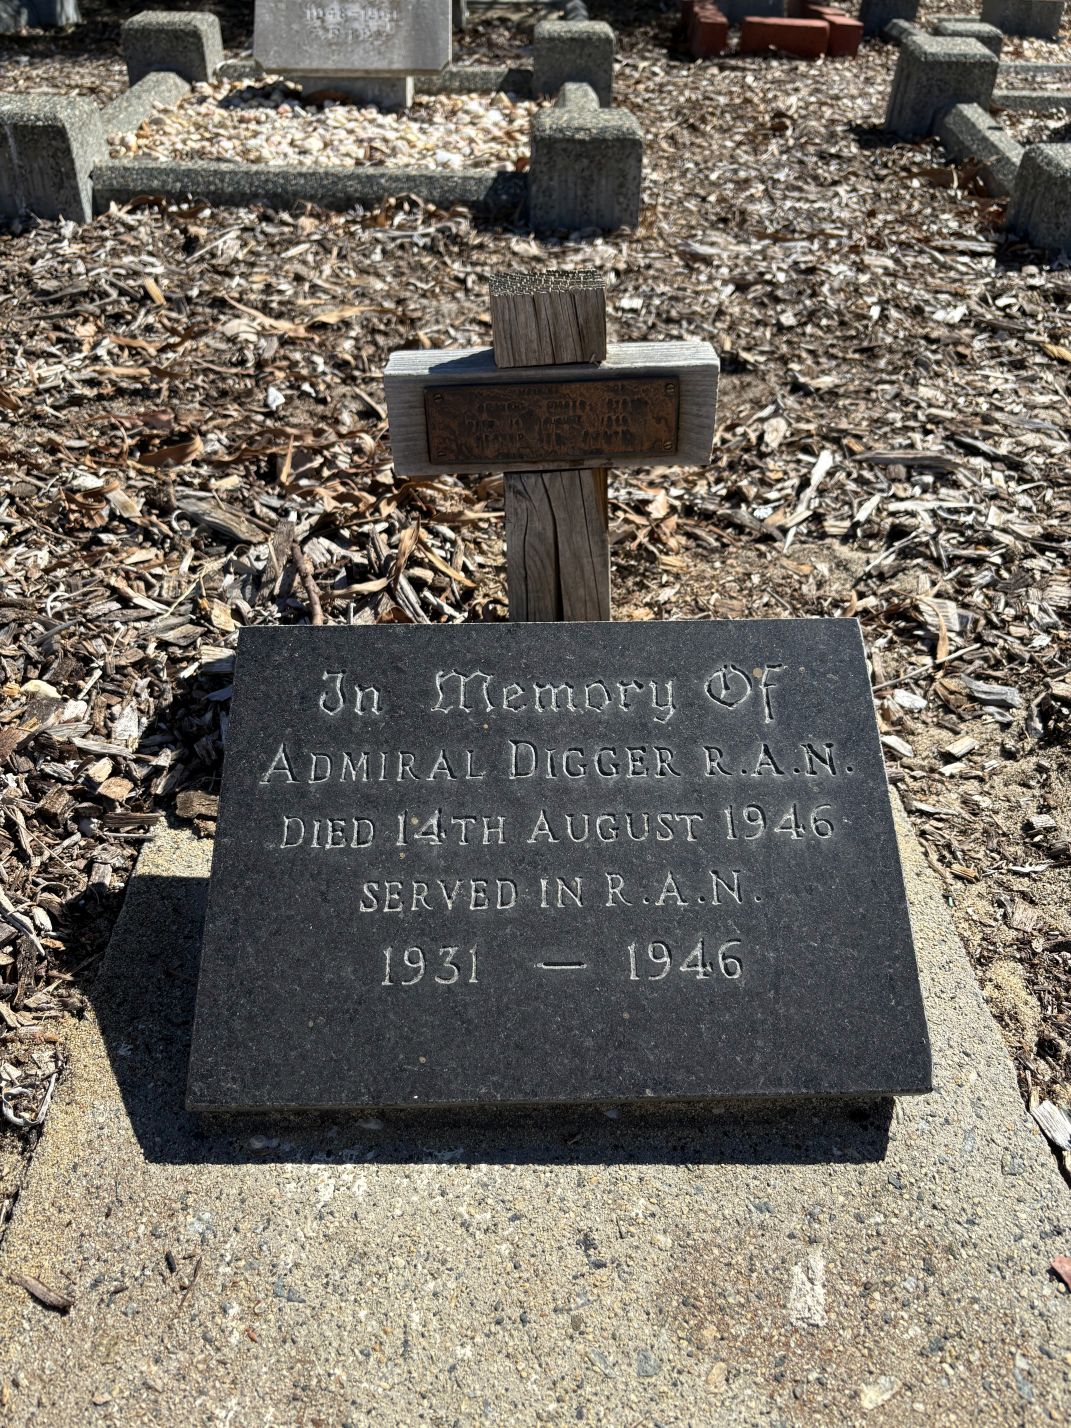 In Memory Of
ADMIRAL DIGGER R.A.N.
DIED 14TH AUGUST 1946
SERVED IN R.A.N.
1931 — 1946